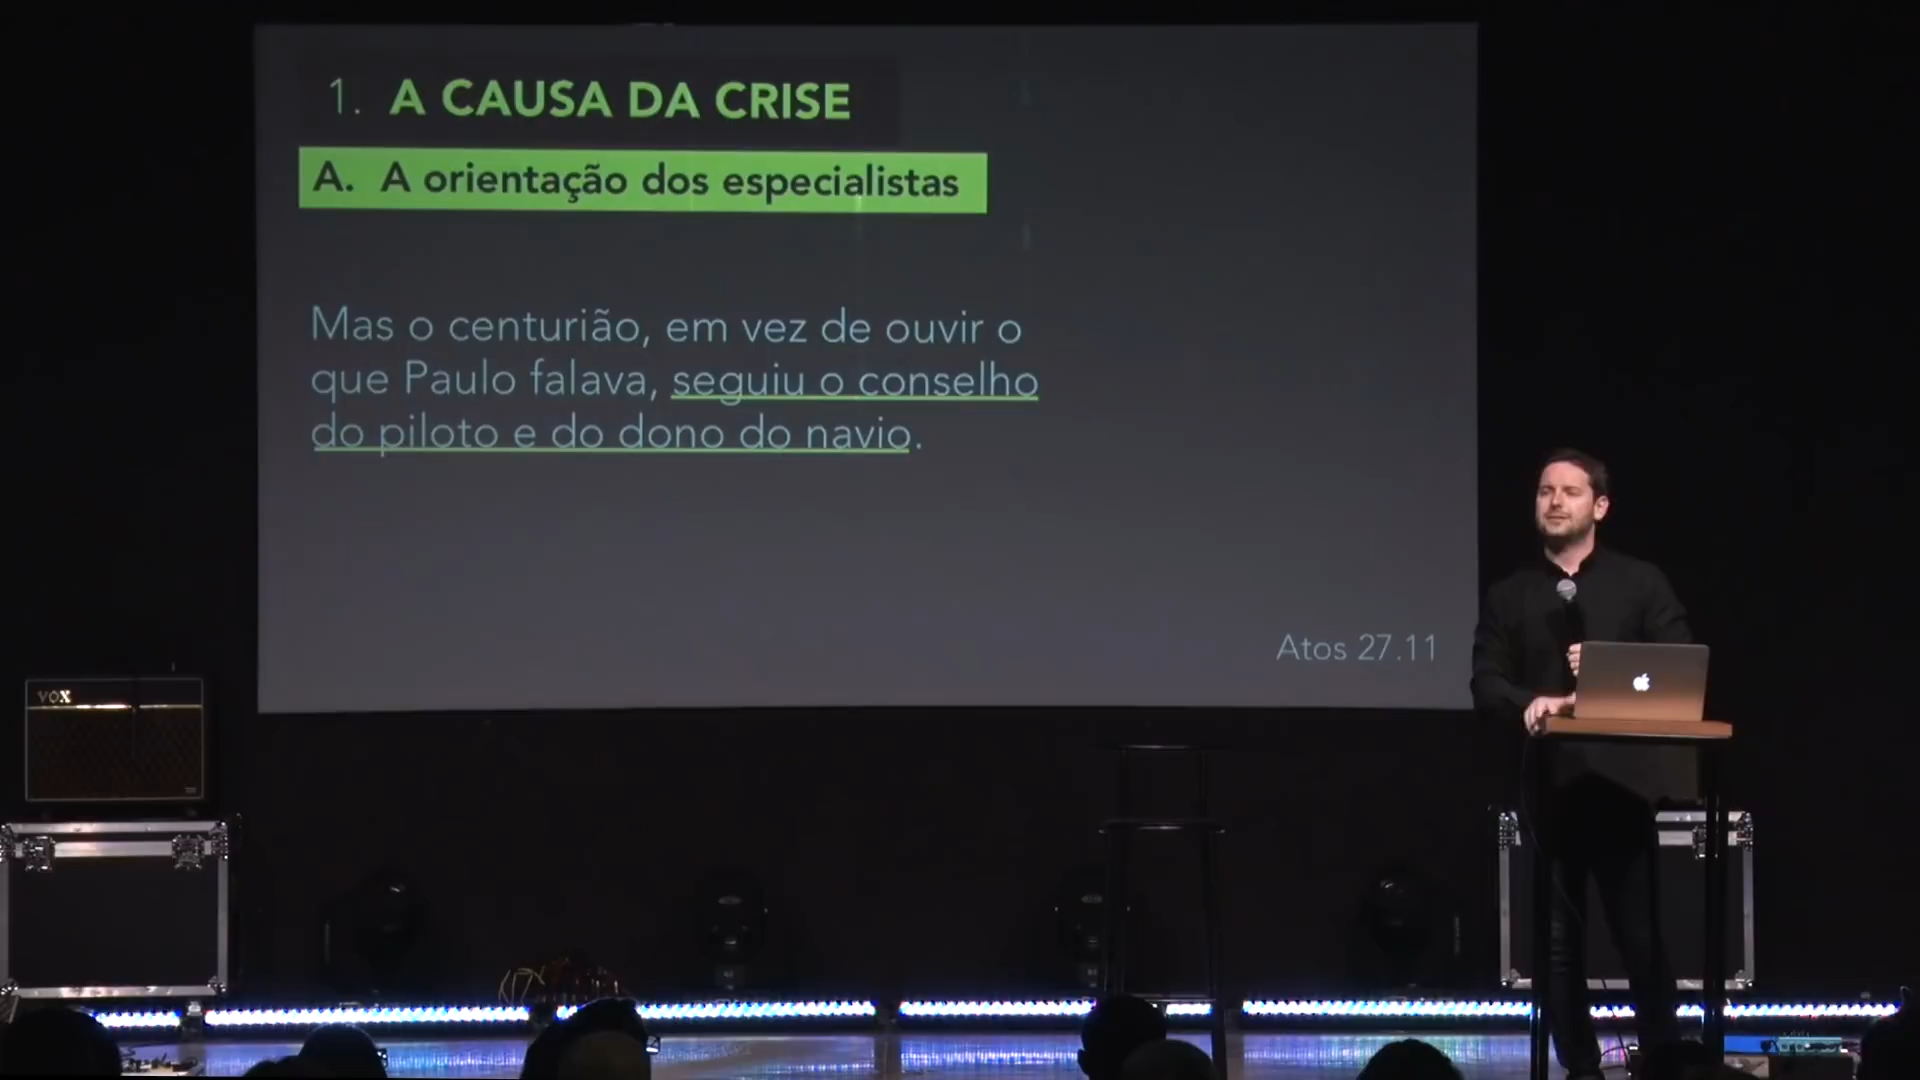 1. A CAUSA DA CRISE
A. A orientação dos especialistas
Mas o centurião, em vez de ouvir o
que Paulo falava, seguiu o conselho
do piloto e do dono do navio.
Atos 27.11
VOX